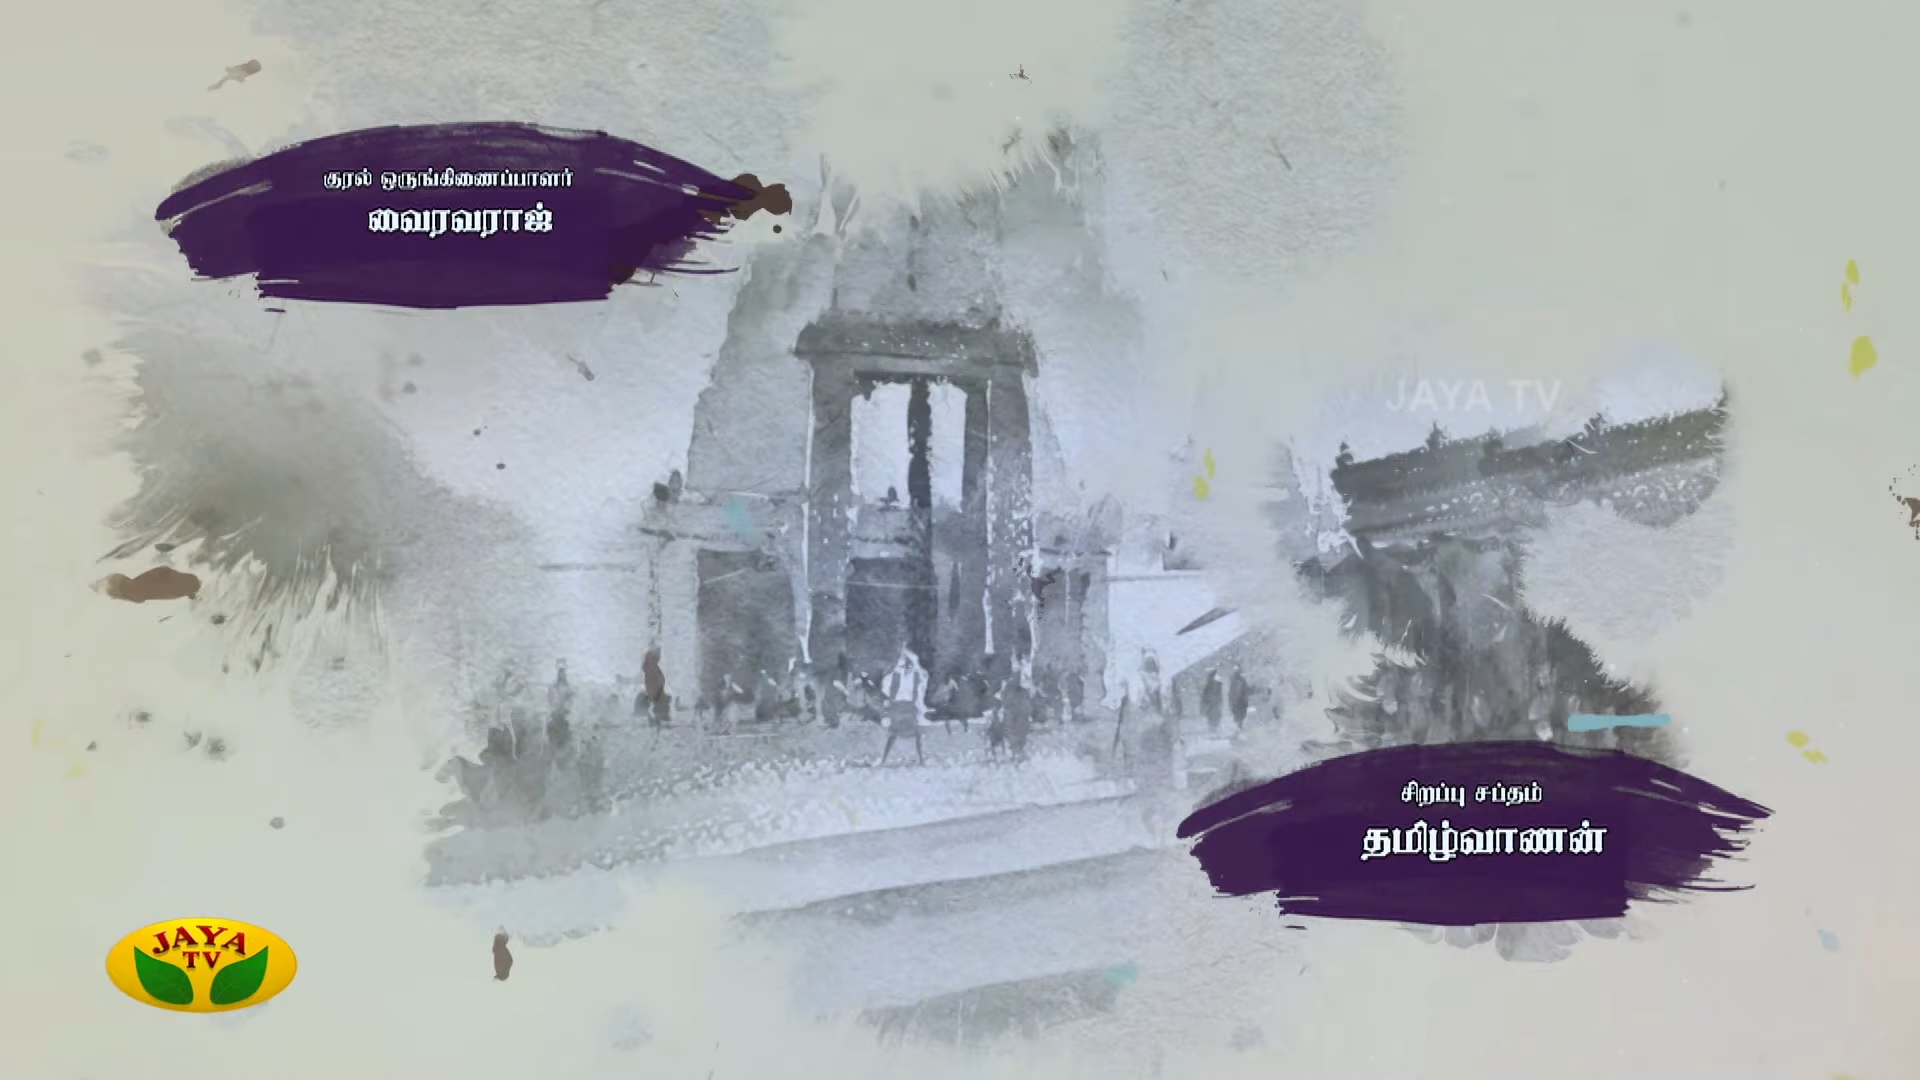 குரல் ஒருங்கிணைப்பாளர்
வைரவராஜ்
JAYA TV
சிறப்பு சப்தம்
தமிழ்வாணன்
JAYA
TV